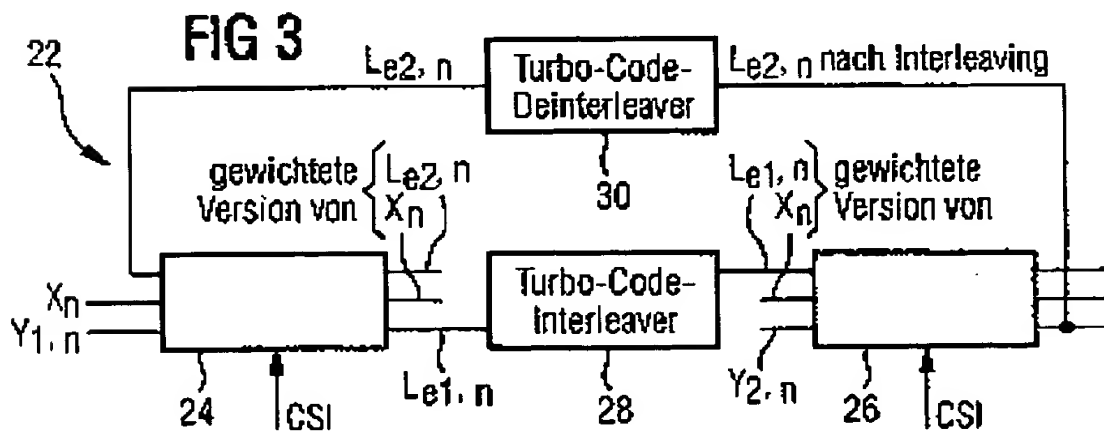 FIG 3
22
Le2, n
Turbo-Code-
Deinterleaver
Le2, n nach Interleaving
30
gewichtete
Version von
Le2, n
Xn
Le1, n
Xn
gewichtete
Version von
Xn
Y1, n
24
CSI
Le1, n
Turbo-Code-
Interleaver
28
Y2, n
26
CSI